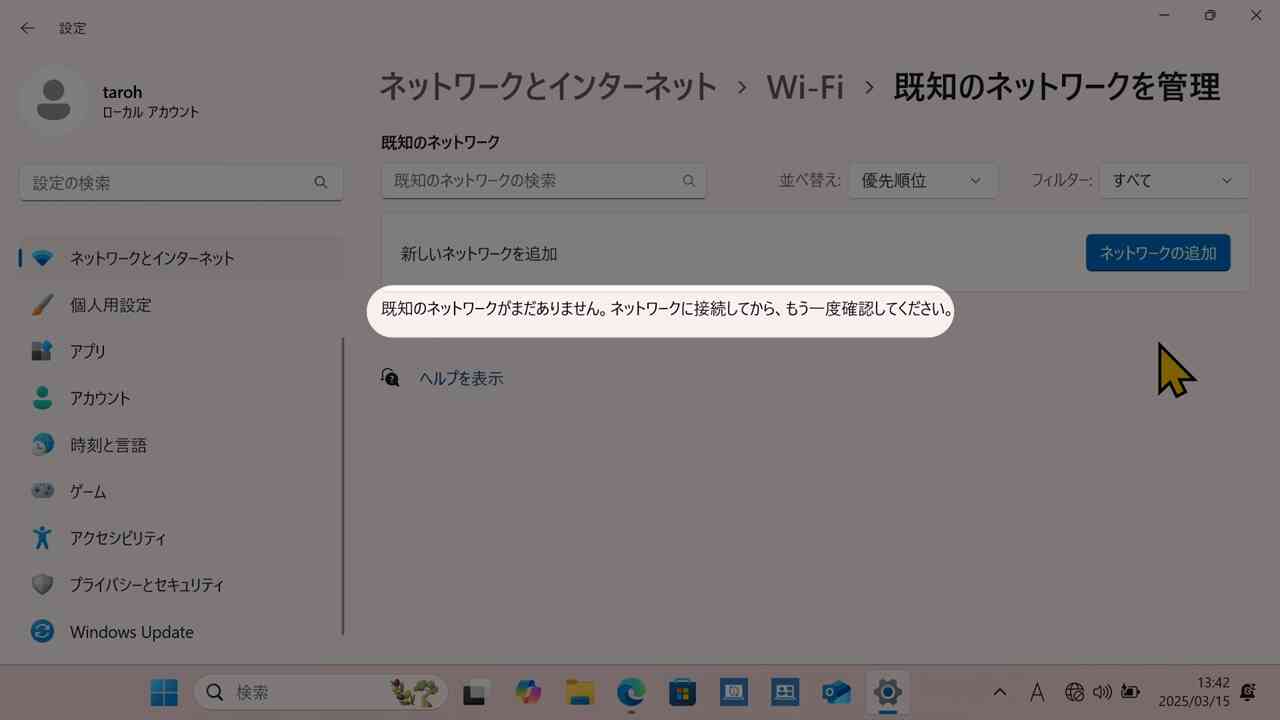 設定
taroh
ローカル アカウント
設定の検索
ネットワークとインターネット
個人用設定
アプリ
アカウント
時刻と言語
ゲーム
アクセシビリティ
プライバシーとセキュリティ
Windows Update
ネットワークとインターネット › Wi-Fi › 既知のネットワークを管理
既知のネットワーク
既知のネットワークの検索
並べ替え: 優先順位
フィルター: すべて
新しいネットワークを追加
ネットワークの追加
既知のネットワークがまだありません。ネットワークに接続してから、もう一度確認してください。
ヘルプを表示
検索
A
13:42
2025/03/15